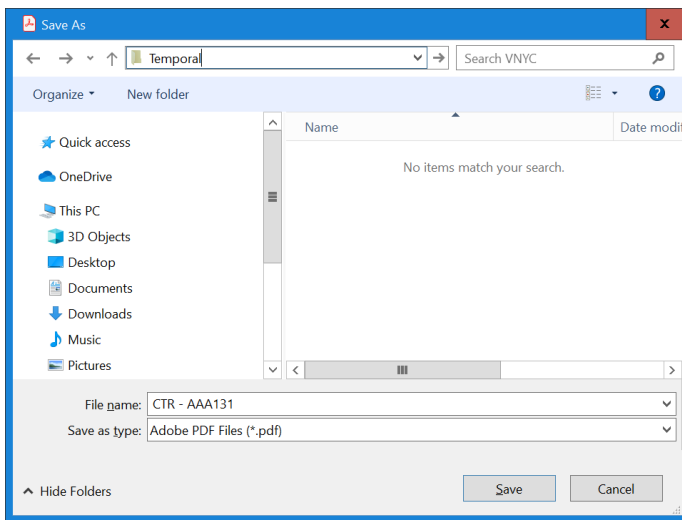 Save As
x
Temporal
Search VNYC
Organize
New folder
?
Name
Date modif
Quick access
No items match your search.
OneDrive
This PC
3D Objects
Desktop
Documents
Downloads
Music
Pictures
File name: CTR - AAA131
Save as type: Adobe PDF Files (*.pdf)
Hide Folders
Save
Cancel